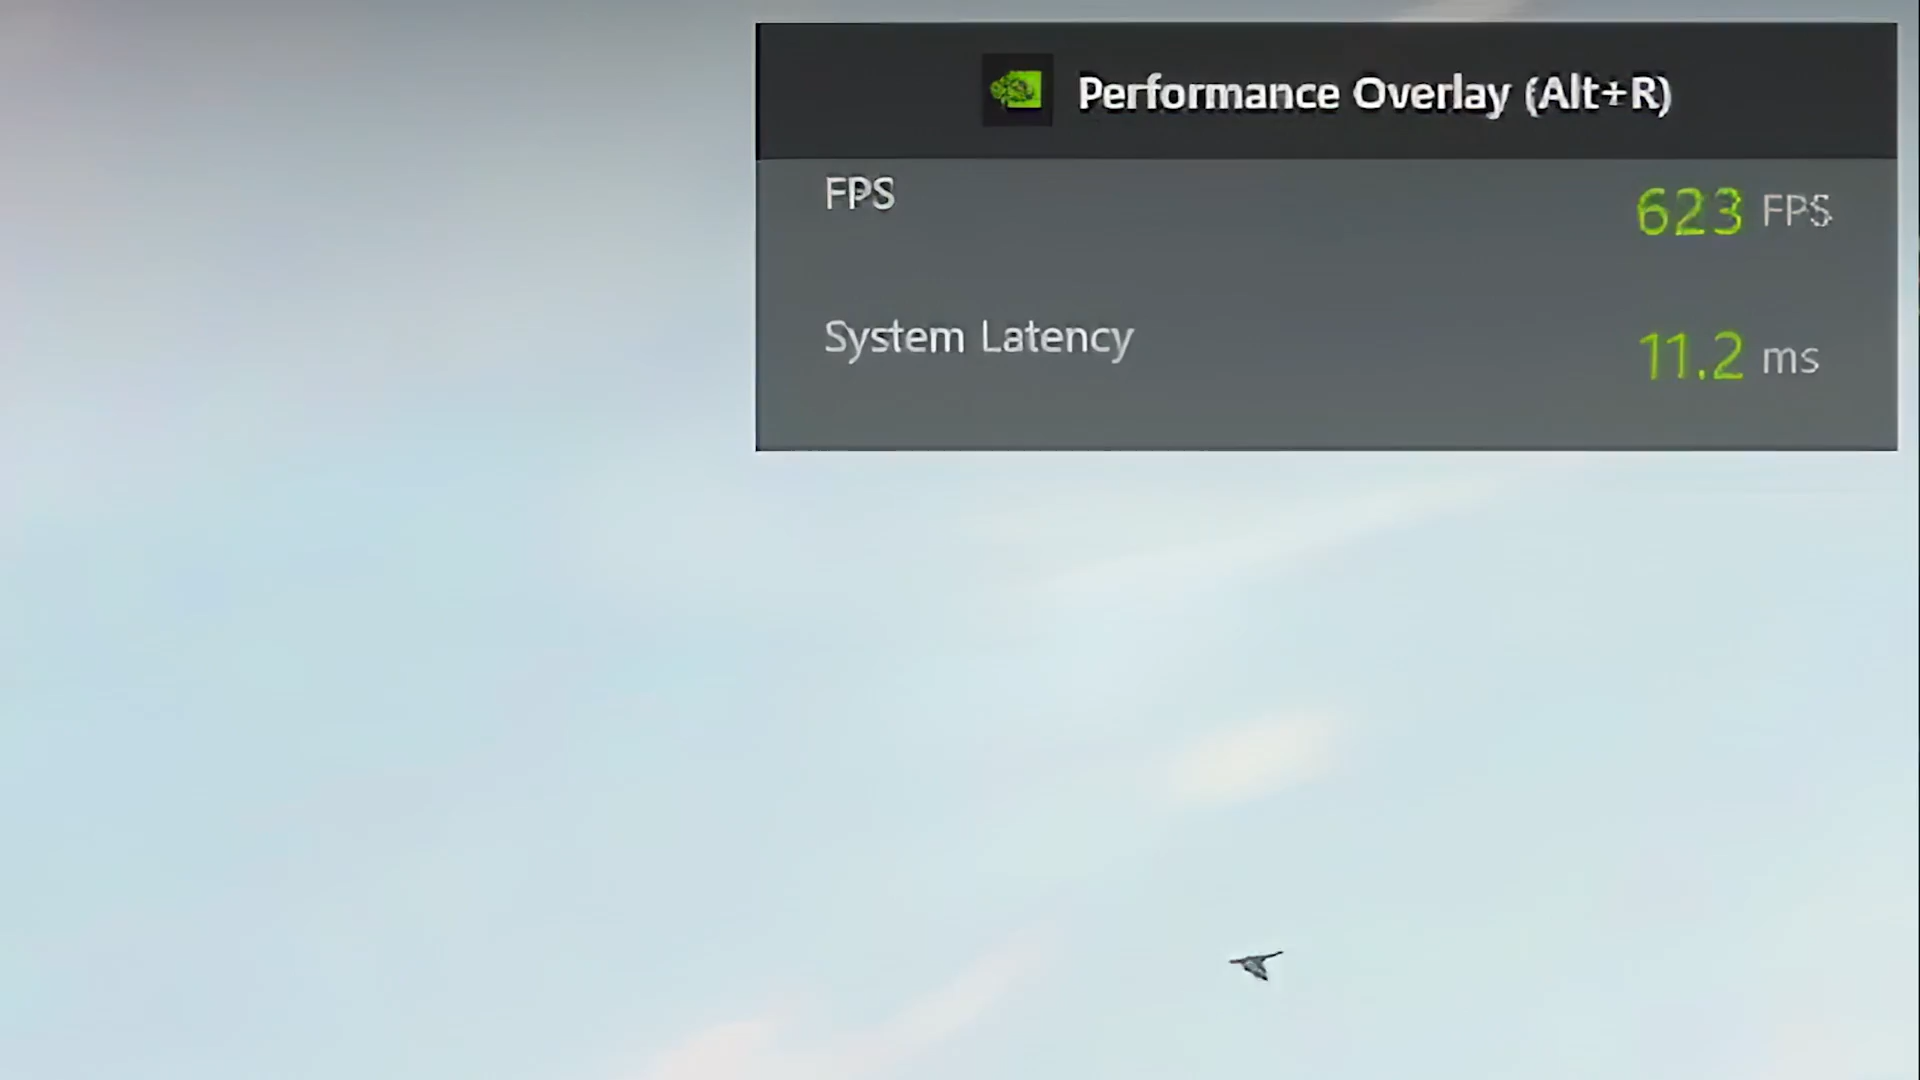 Performance Overlay (Alt+R)
FPS 623 FPS
System Latency 11.2 ms